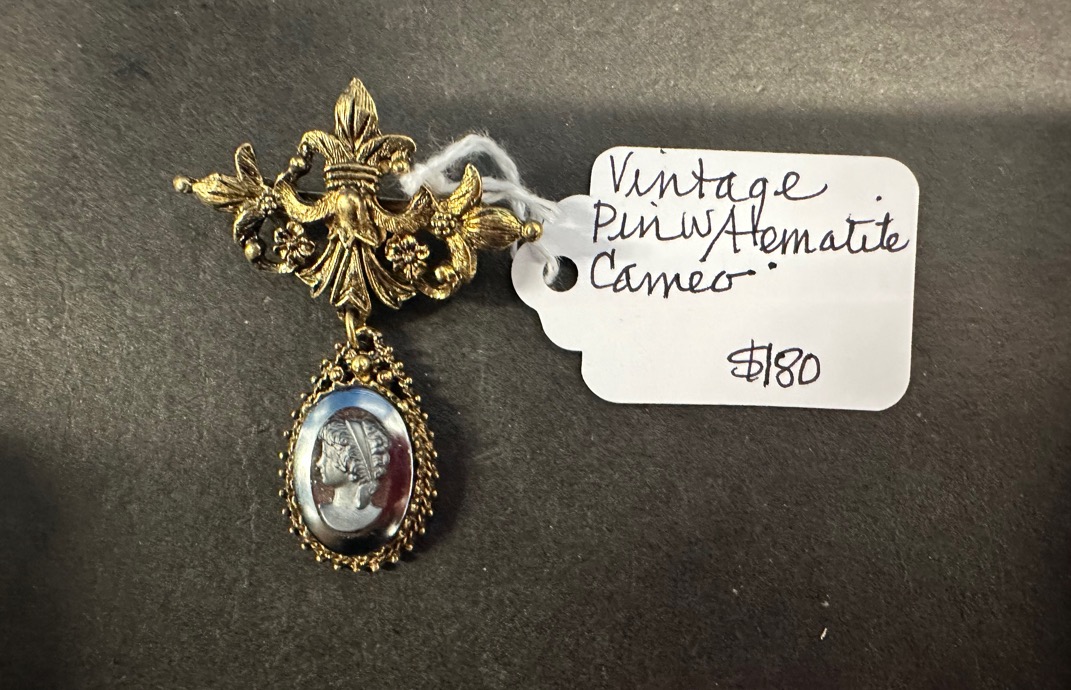 Vintage
Pin w/Hematite
Cameo
$180